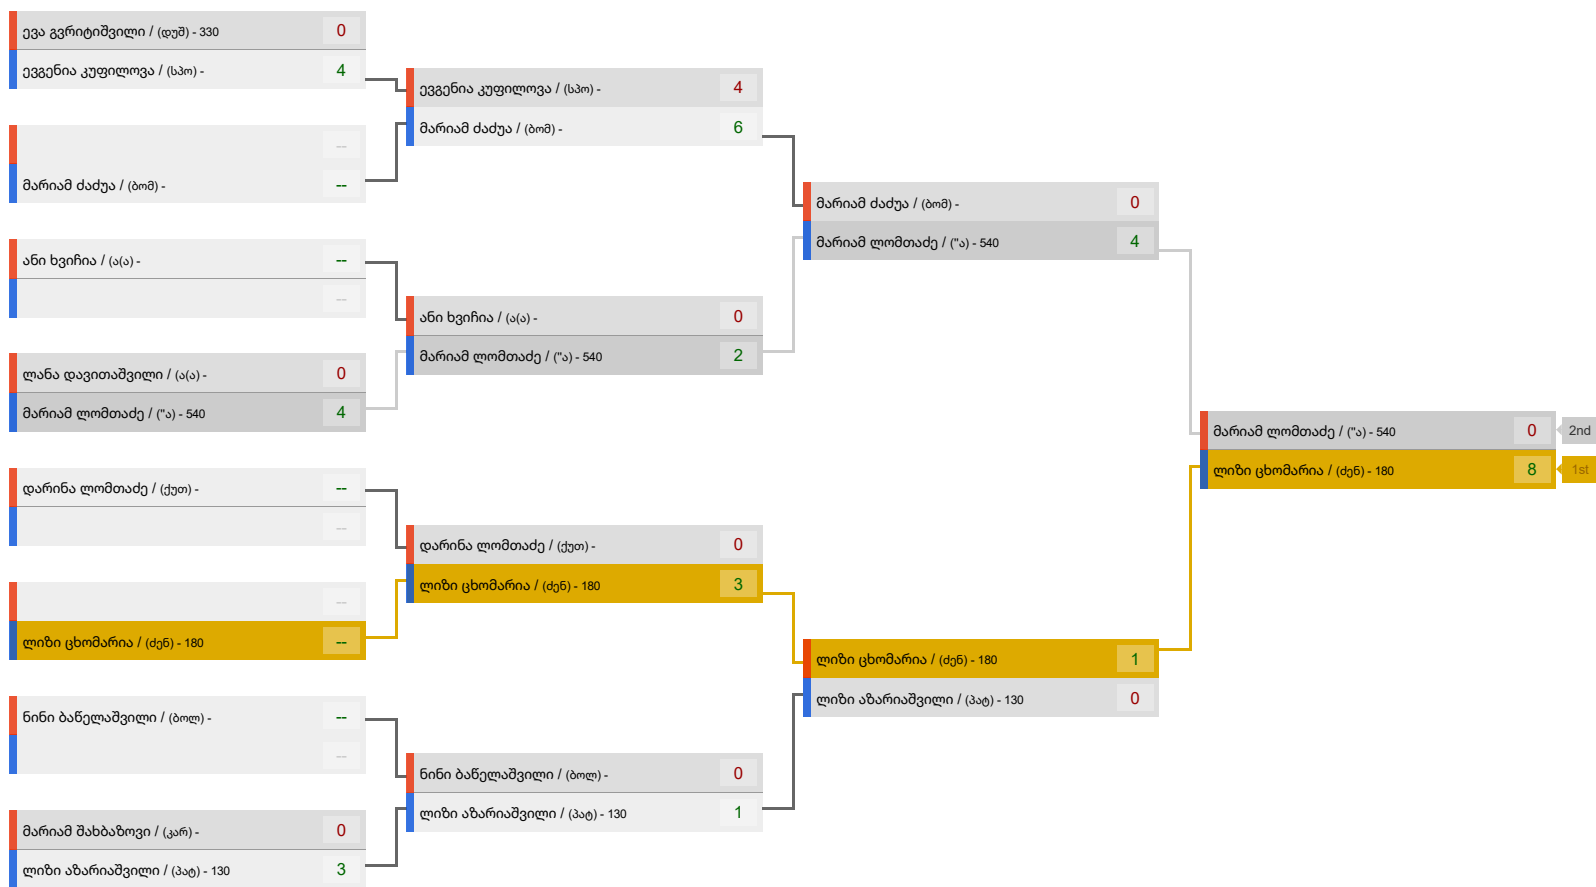 ევა გვრიტიშვილი / (დუშ) - 330 0
ევგენია კუფილოვა / (სპო) - 4
--
მარიამ ძაძუა / (ბომ) - --
ანი ხვიჩია / (ა(ა) - --
--
ლანა დავითაშვილი / (ა(ა) - 0
მარიამ ლომთაძე / ("ა) - 540 4
დარინა ლომთაძე / (ქუთ) - --
--
--
ლიზი ცხომარია / (ძენ) - 180 --
ნინი ბაწელაშვილი / (ბოლ) - --
--
მარიამ შახბაზოვი / (კარ) - 0
ლიზი აზარიაშვილი / (პატ) - 130 3
ევგენია კუფილოვა / (სპო) - 4
მარიამ ძაძუა / (ბომ) - 6
ანი ხვიჩია / (ა(ა) - 0
მარიამ ლომთაძე / ("ა) - 540 2
დარინა ლომთაძე / (ქუთ) - 0
ლიზი ცხომარია / (ძენ) - 180 3
ნინი ბაწელაშვილი / (ბოლ) - 0
ლიზი აზარიაშვილი / (პატ) - 130 1
მარიამ ძაძუა / (ბომ) - 0
მარიამ ლომთაძე / ("ა) - 540 4
ლიზი ცხომარია / (ძენ) - 180 1
ლიზი აზარიაშვილი / (პატ) - 130 0
მარიამ ლომთაძე / ("ა) - 540 0 2nd
ლიზი ცხომარია / (ძენ) - 180 8 1st